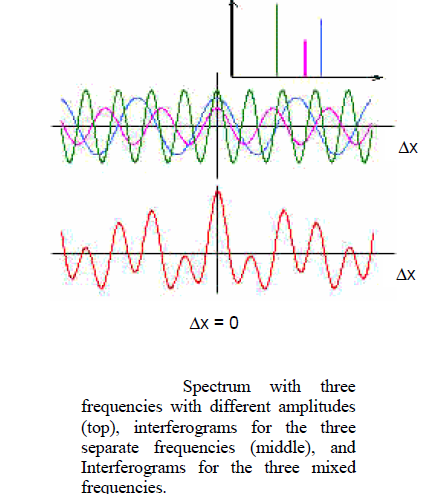 Δx
Δx
Δx = 0
Spectrum with three
frequencies with different amplitudes
(top), interferograms for the three
separate frequencies (middle), and
Interferograms for the three mixed
frequencies.